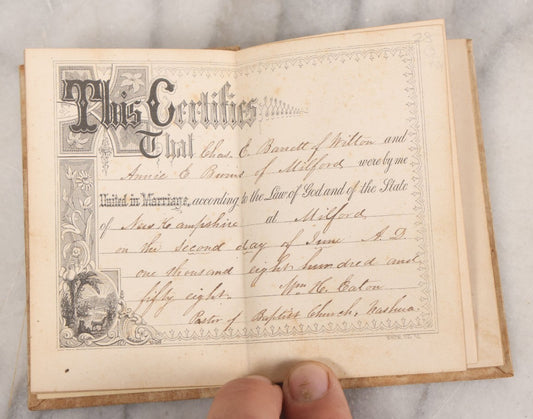 This Certifies
That Chas. E. Barrett of Wilton and
Annie E. Burns of Milford were by me
United in Marriage, according to the Law of God and of the State
of New Hampshire at Milford
on the second day of June A.D.
one thousand eight hundred and
fifty eight. Wm H. Eaton
Pastor of Baptist Church, Nashua.